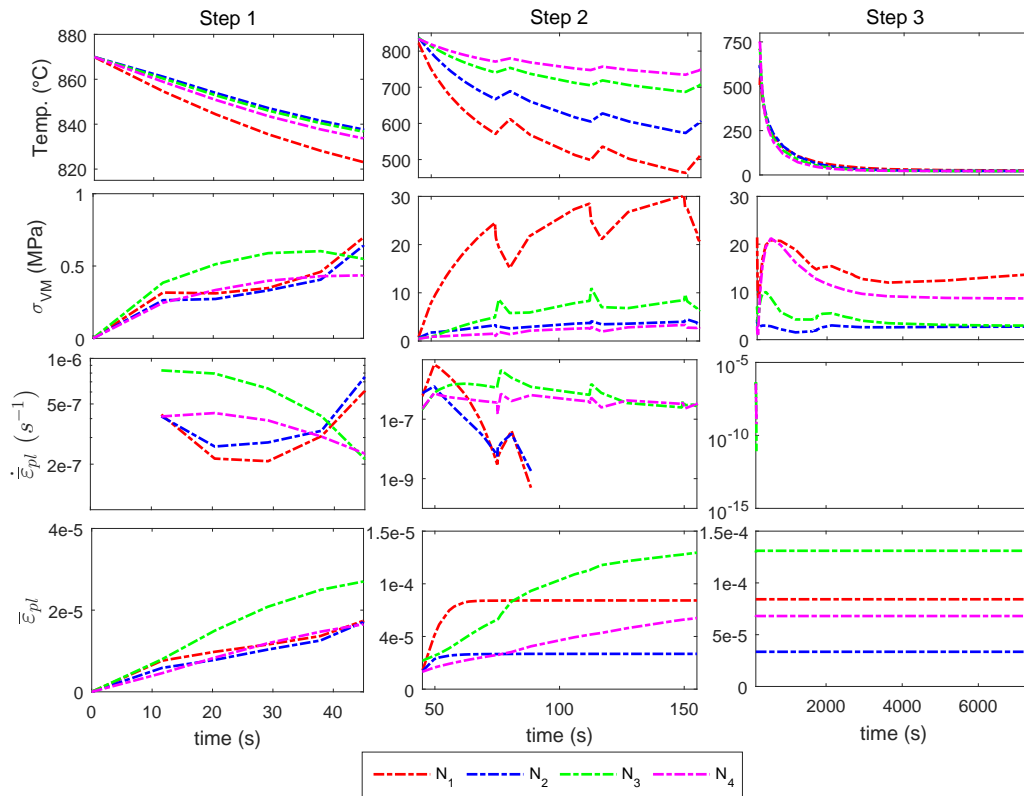 Step 1
Step 2
Step 3
880
860
840
820
Temp. (°C)
800
700
600
500
750
500
250
0
1
0.5
0
σVM (MPa)
30
20
10
0
30
20
10
0
1e-6
5e-7
2e-7
ε̇̅pl (s⁻¹)
1e-7
1e-9
10⁻⁵
10⁻¹⁰
10⁻¹⁵
4e-5
2e-5
0
ε̅pl
1.5e-5
1e-4
4e-5
0
1.5e-4
1e-4
5e-5
0
0 10 20 30 40
50 100 150
2000 4000 6000
time (s)
time (s)
time (s)
N₁ N₂ N₃ N₄